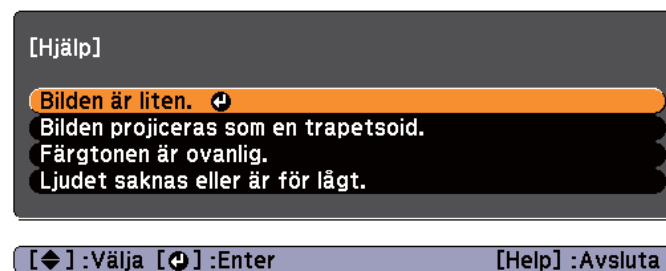 [Hjälp]
Bilden är liten.
Bilden projiceras som en trapetsoid.
Färgtonen är ovanlig.
Ljudet saknas eller är för lågt.
[◆] :Välja [⏎] :Enter [Help] :Avsluta